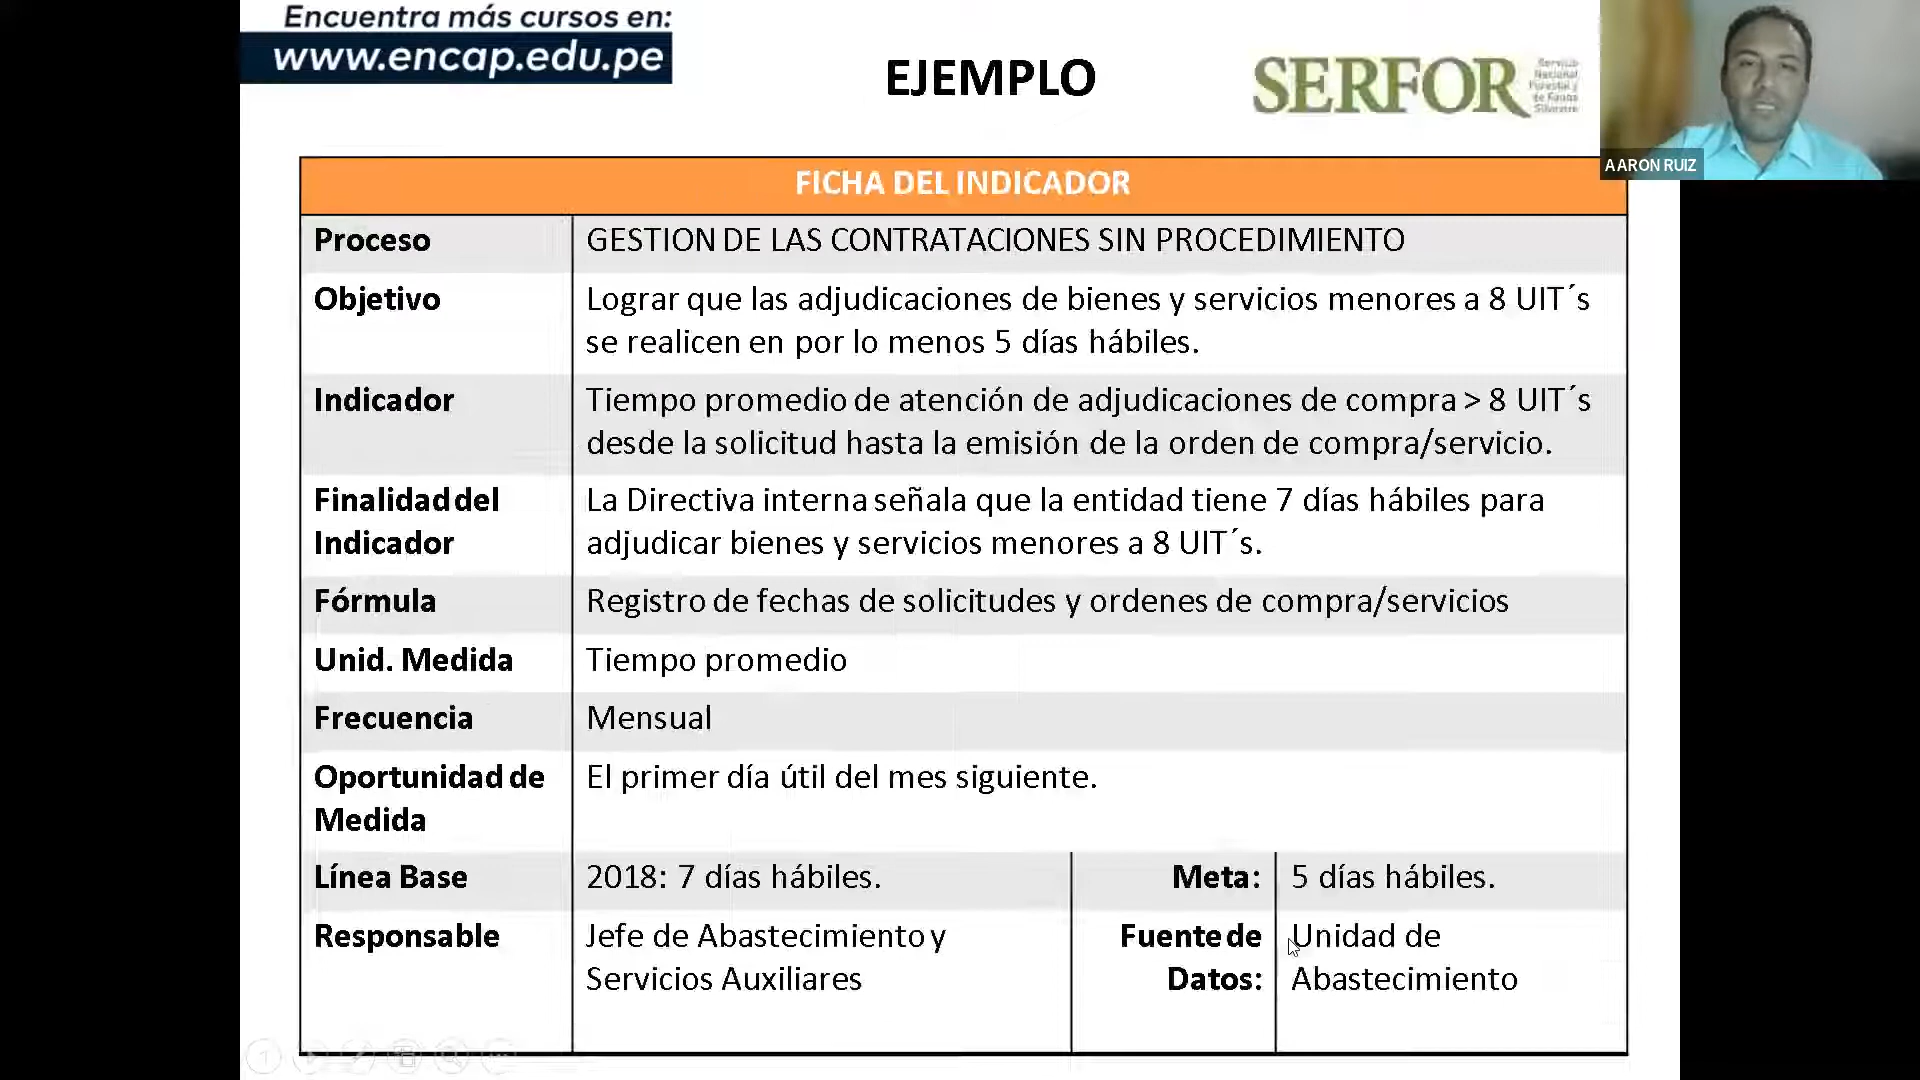 Encuentra más cursos en:
www.encap.edu.pe
EJEMPLO
SERFOR
Servicio
Nacional
Forestal y
de Fauna
Silvestre
AARON RUIZ
FICHA DEL INDICADOR
Proceso
GESTION DE LAS CONTRATACIONES SIN PROCEDIMIENTO
Objetivo
Lograr que las adjudicaciones de bienes y servicios menores a 8 UIT´s
se realicen en por lo menos 5 días hábiles.
Indicador
Tiempo promedio de atención de adjudicaciones de compra > 8 UIT´s
desde la solicitud hasta la emisión de la orden de compra/servicio.
Finalidad del
Indicador
La Directiva interna señala que la entidad tiene 7 días hábiles para
adjudicar bienes y servicios menores a 8 UIT´s.
Fórmula
Registro de fechas de solicitudes y ordenes de compra/servicios
Unid. Medida
Tiempo promedio
Frecuencia
Mensual
Oportunidad de
Medida
El primer día útil del mes siguiente.
Línea Base
2018: 7 días hábiles.
Meta:
5 días hábiles.
Responsable
Jefe de Abastecimiento y
Servicios Auxiliares
Fuente de
Datos:
Unidad de
Abastecimiento